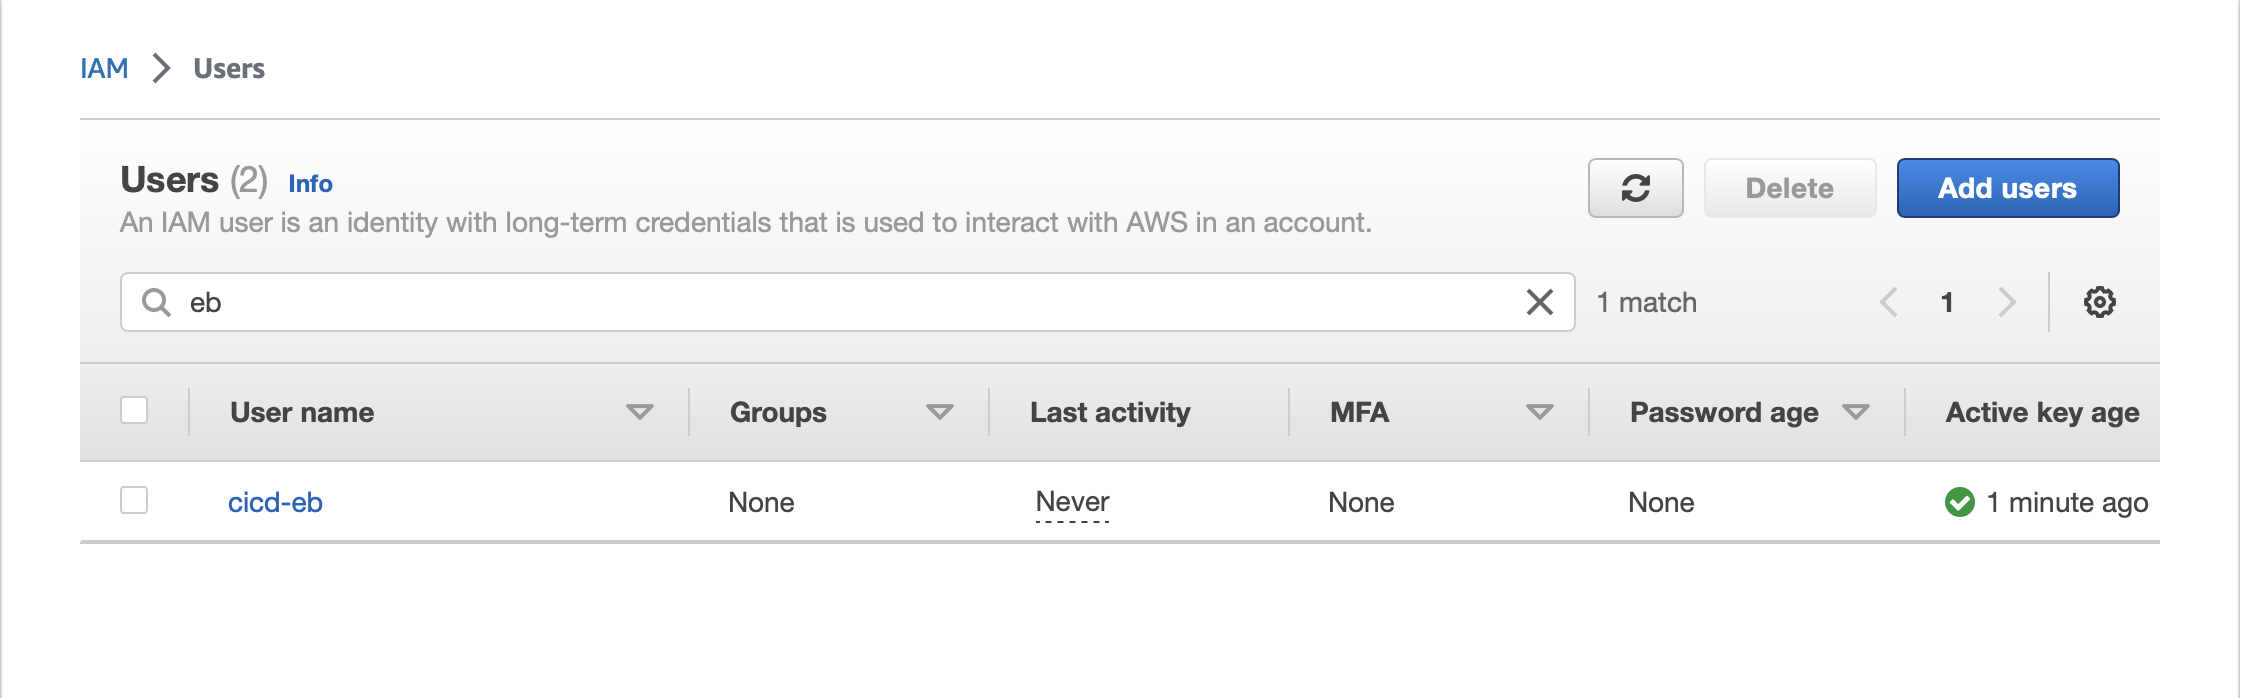 IAM > Users
Users (2) Info
An IAM user is an identity with long-term credentials that is used to interact with AWS in an account.
Delete
Add users
eb
1 match
1
User name Groups Last activity MFA Password age Active key age
cicd-eb None Never None None 1 minute ago